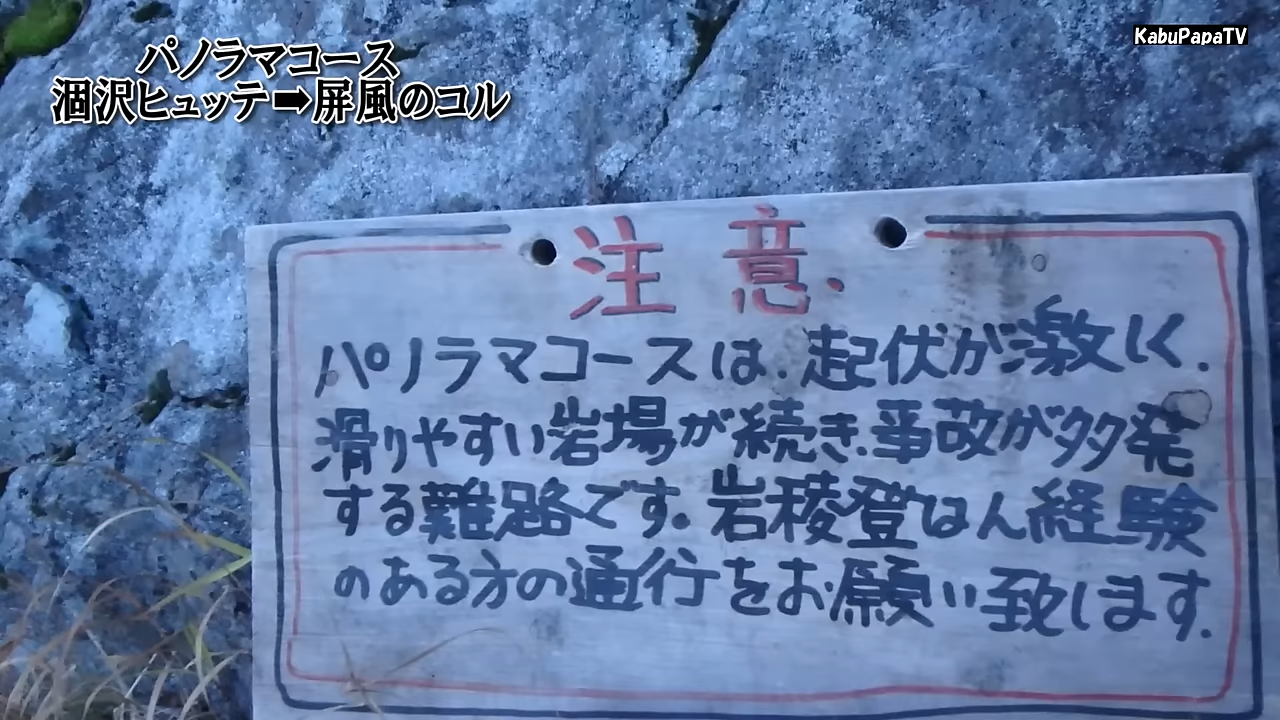 パノラマコース
涸沢ヒュッテ➡屏風のコル
KabuPapaTV
注意.
パノラマコースは、起伏が激しく、
滑りやすい岩場が続き、事故が多発
する難路です。岩稜登はん経験
のある方の通行をお願い致します.